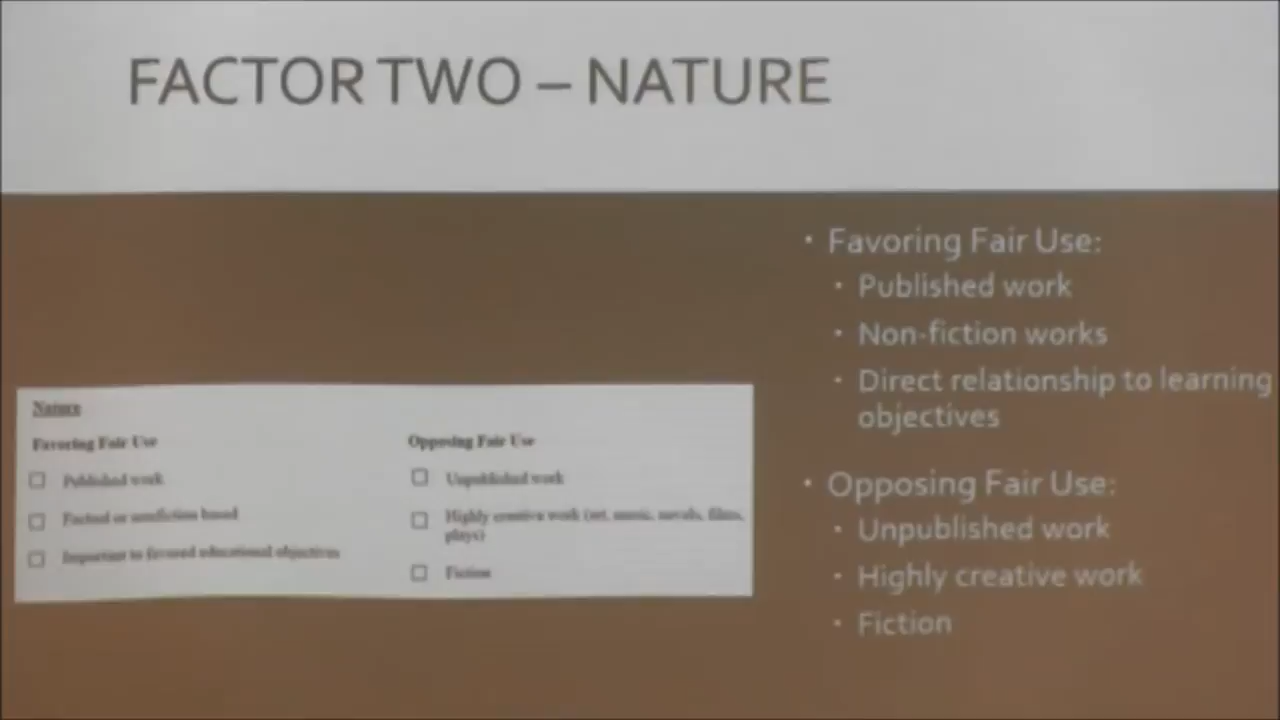 FACTOR TWO – NATURE
Nature
Favoring Fair Use
Opposing Fair Use
Published work
Unpublished work
Factual or nonfiction based
Highly creative work (art, music, novels, films,
plays)
Important to favored educational objectives
Fiction
• Favoring Fair Use:
• Published work
• Non-fiction works
• Direct relationship to learning
objectives
• Opposing Fair Use:
• Unpublished work
• Highly creative work
• Fiction